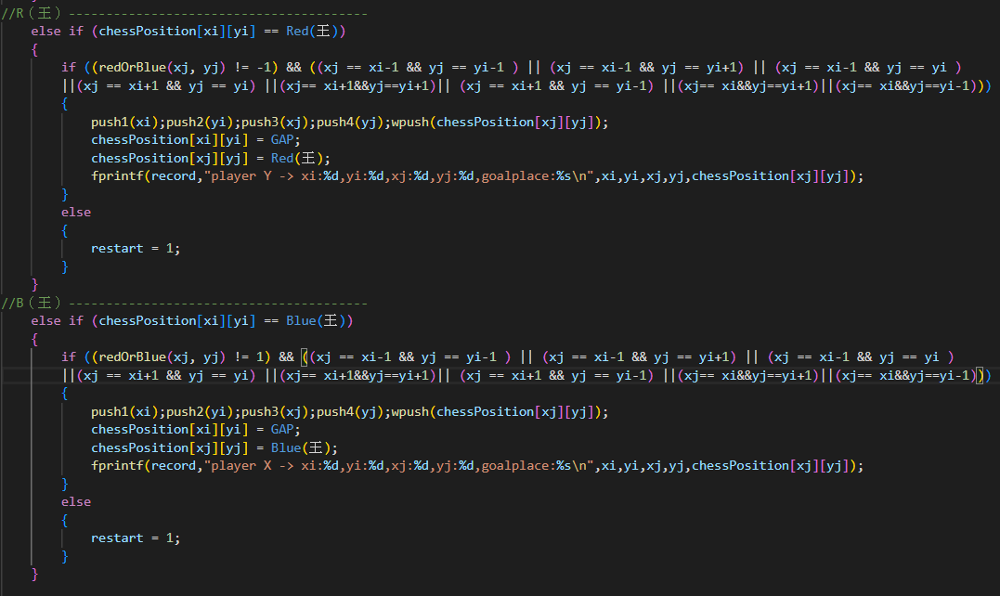 //R（王）----------------------------------------
else if (chessPosition[xi][yi] == Red(王))
{
if ((redOrBlue(xj, yj) != -1) && ((xj == xi-1 && yj == yi-1 ) || (xj == xi-1 && yj == yi+1) || (xj == xi-1 && yj == yi )
||(xj == xi+1 && yj == yi) ||(xj== xi+1&&yj==yi+1)|| (xj == xi+1 && yj == yi-1) ||(xj== xi&&yj==yi+1)||(xj== xi&&yj==yi-1)))
{
push1(xi);push2(yi);push3(xj);push4(yj);wpush(chessPosition[xj][yj]);
chessPosition[xi][yi] = GAP;
chessPosition[xj][yj] = Red(王);
fprintf(record,"player Y -> xi:%d,yi:%d,xj:%d,yj:%d,goalplace:%s\n",xi,yi,xj,yj,chessPosition[xj][yj]);
}
else
{
restart = 1;
}
}
//B（王）----------------------------------------
else if (chessPosition[xi][yi] == Blue(王))
{
if ((redOrBlue(xj, yj) != 1) && ((xj == xi-1 && yj == yi-1 ) || (xj == xi-1 && yj == yi+1) || (xj == xi-1 && yj == yi )
||(xj == xi+1 && yj == yi) ||(xj== xi+1&&yj==yi+1)|| (xj == xi+1 && yj == yi-1) ||(xj== xi&&yj==yi+1)||(xj== xi&&yj==yi-1)))
{
push1(xi);push2(yi);push3(xj);push4(yj);wpush(chessPosition[xj][yj]);
chessPosition[xi][yi] = GAP;
chessPosition[xj][yj] = Blue(王);
fprintf(record,"player X -> xi:%d,yi:%d,xj:%d,yj:%d,goalplace:%s\n",xi,yi,xj,yj,chessPosition[xj][yj]);
}
else
{
restart = 1;
}
}